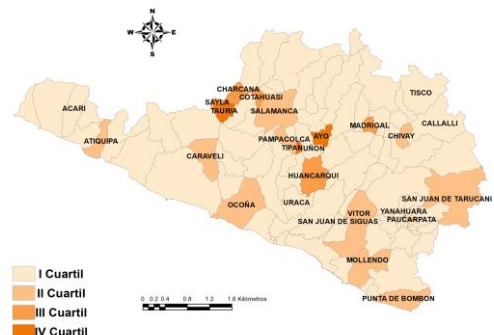 N
W E
S
CHARCANA
COTAHUASI
SAYLA
TAURIA
SALAMANCA
TISCO
ACARI
CALLALLI
PAMPACOLCA
AYO
MADRIGAL
CHIVAY
TIPAN
UÑON
ATIQUIPA
CARAVELI
HUANCARQUI
SAN JUAN DE TARUCANI
OCOÑA
URACA
VITOR
YANAHUARA
SAN JUAN DE SIGUAS
PAUCARPATA
MOLLENDO
PUNTA DE BOMBON
I Cuartil
II Cuartil
III Cuartil
IV Cuartil
0 0.2 0.4 0.8 1.2 1.6 Kilómetros